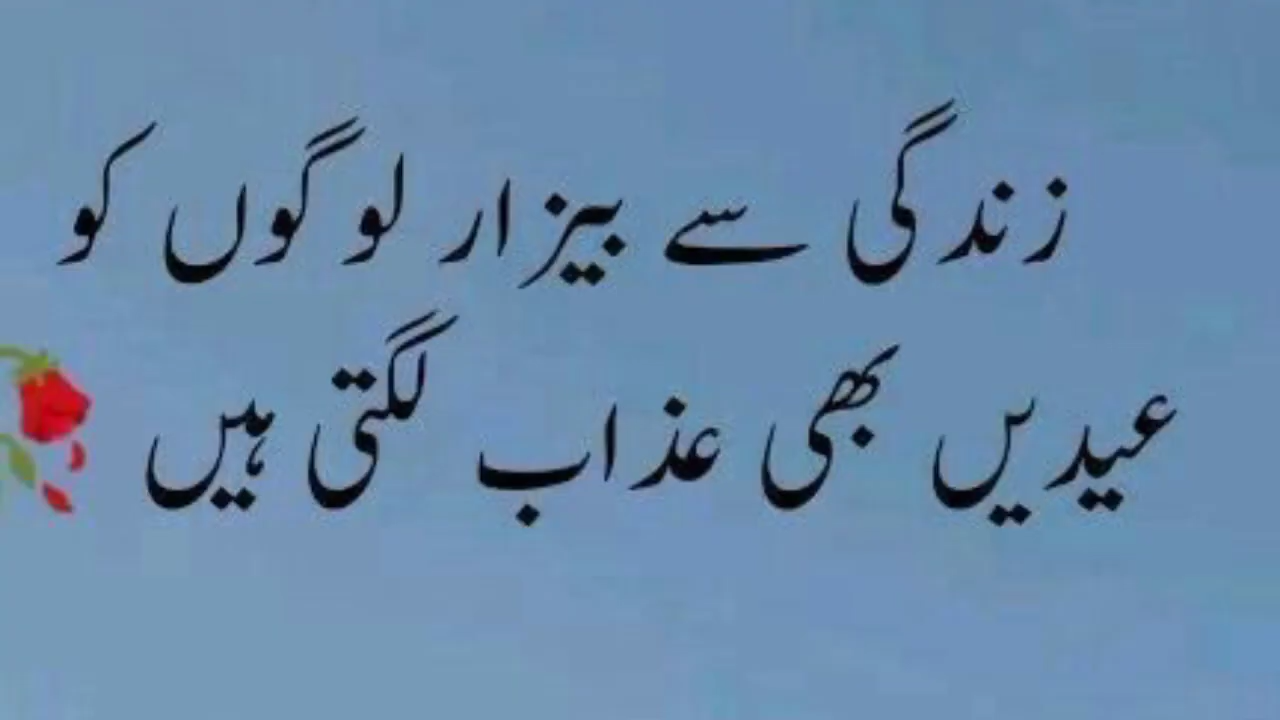 زندگی سے بیزار لوگوں کو
عیدیں بھی عذاب لگتی ہیں